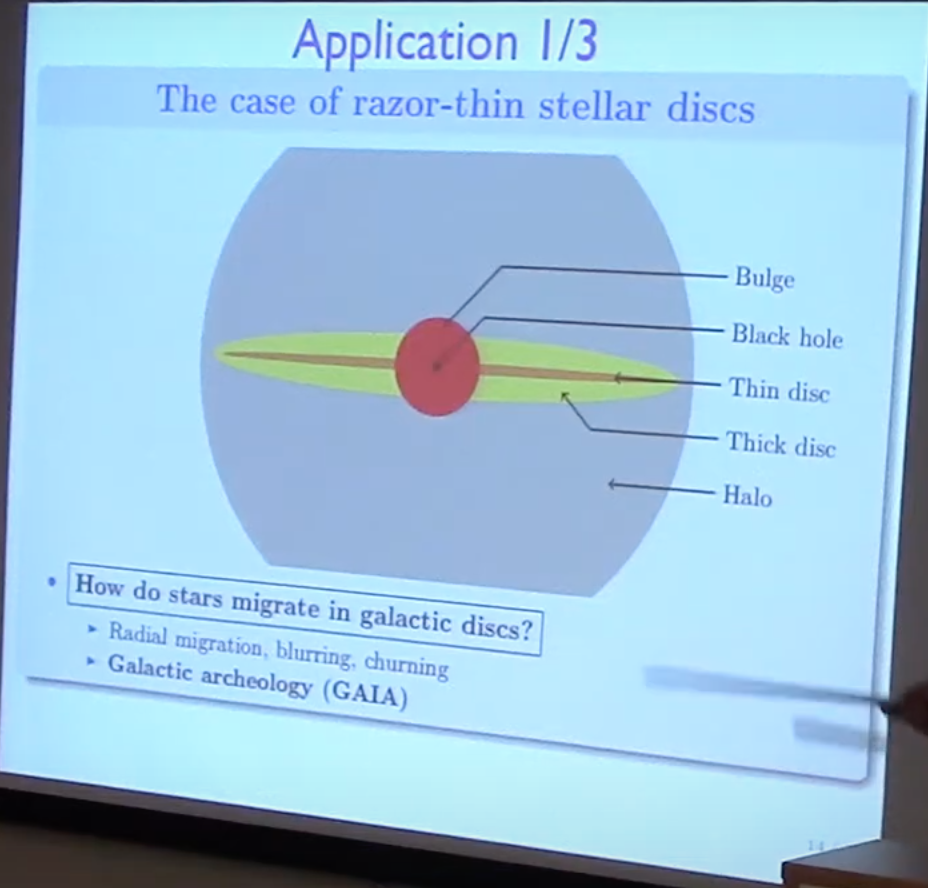 Application 1/3
The case of razor-thin stellar discs
Bulge
Black hole
Thin disc
Thick disc
Halo
• How do stars migrate in galactic discs?
‣ Radial migration, blurring, churning
‣ Galactic archeology (GAIA)
14